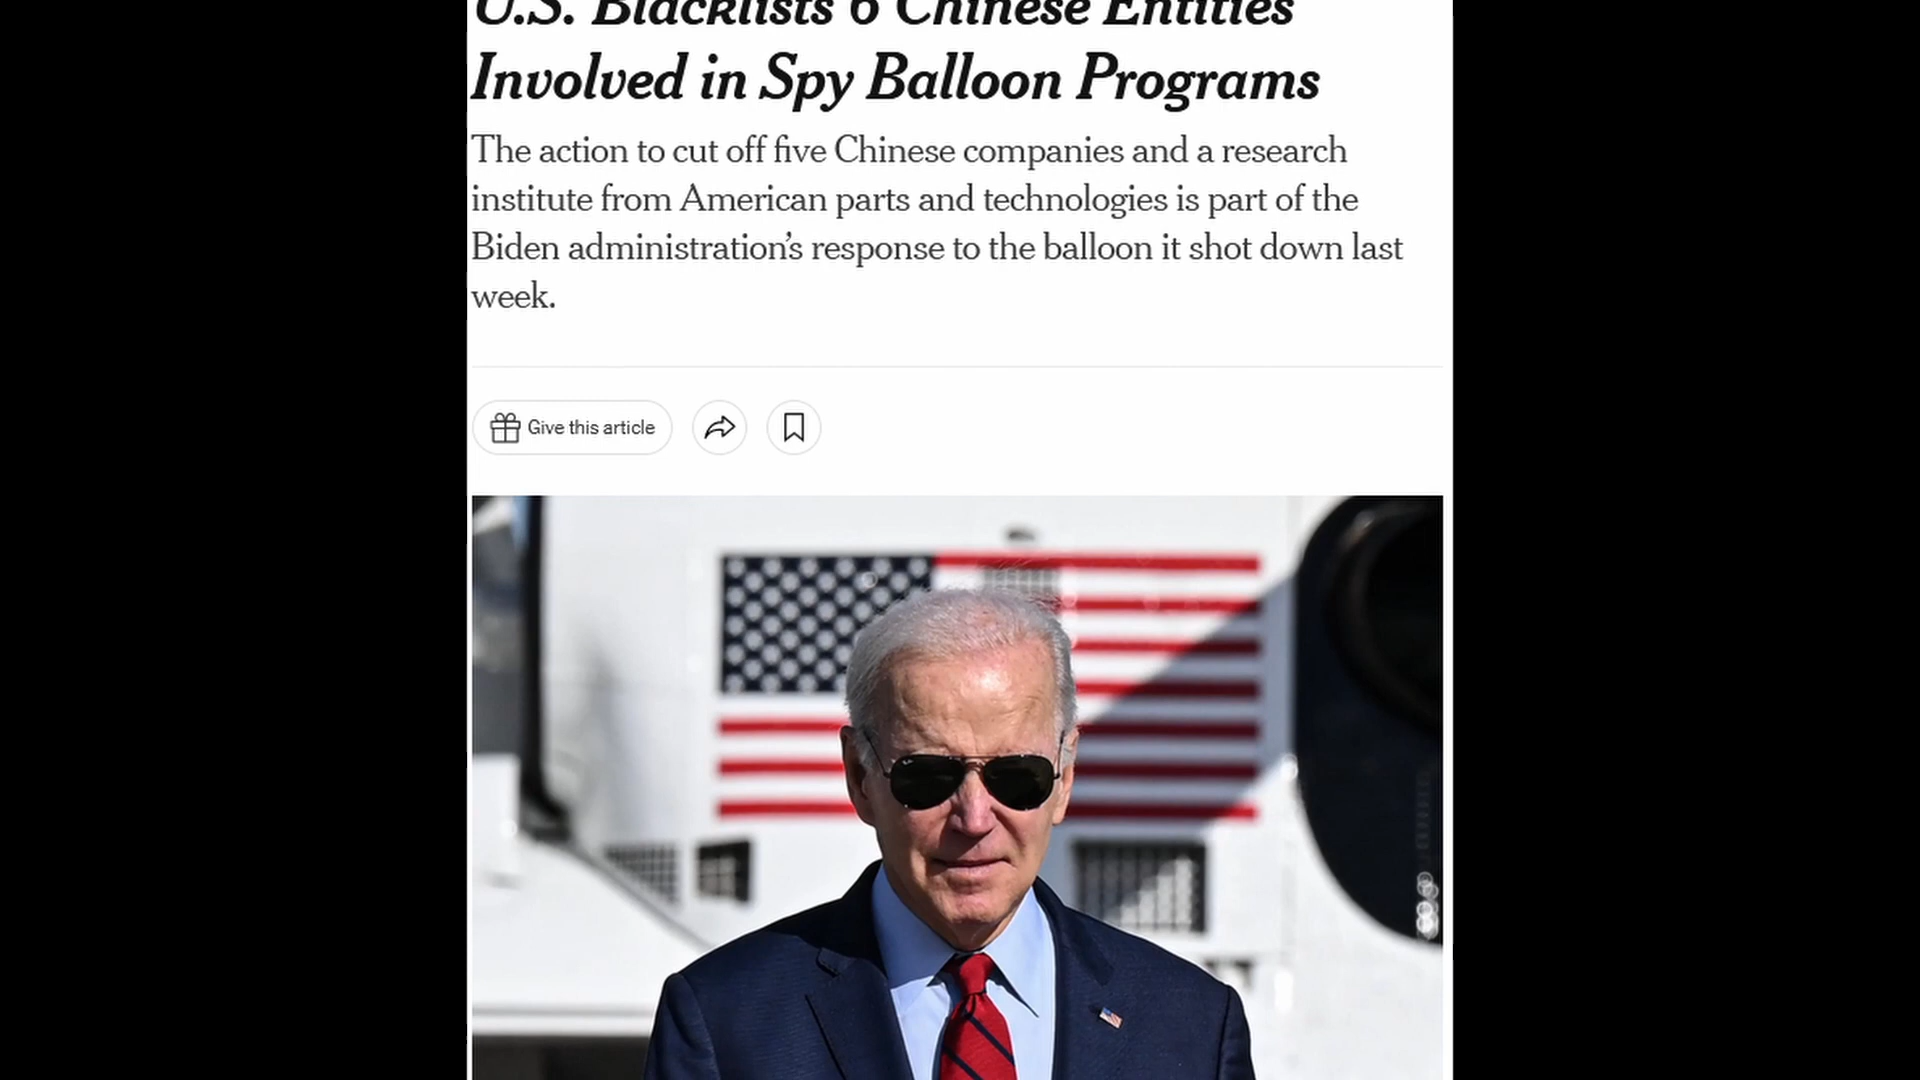 U.S. Blacklists 6 Chinese Entities
Involved in Spy Balloon Programs
The action to cut off five Chinese companies and a research
institute from American parts and technologies is part of the
Biden administration’s response to the balloon it shot down last
week.
Give this article